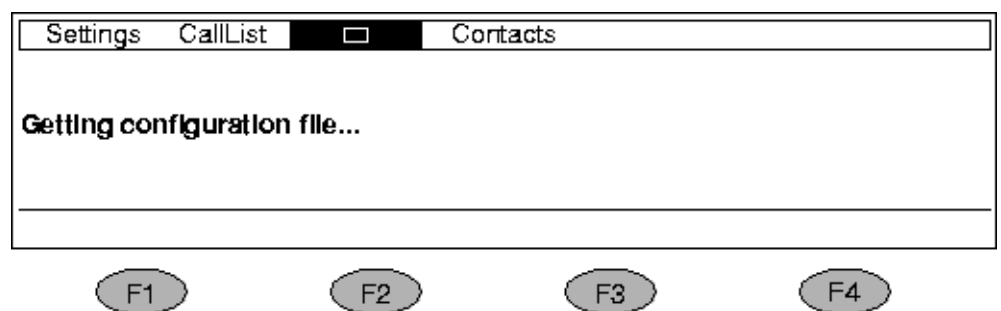 Settings CallList Contacts
Getting configuration file...
F1 F2 F3 F4